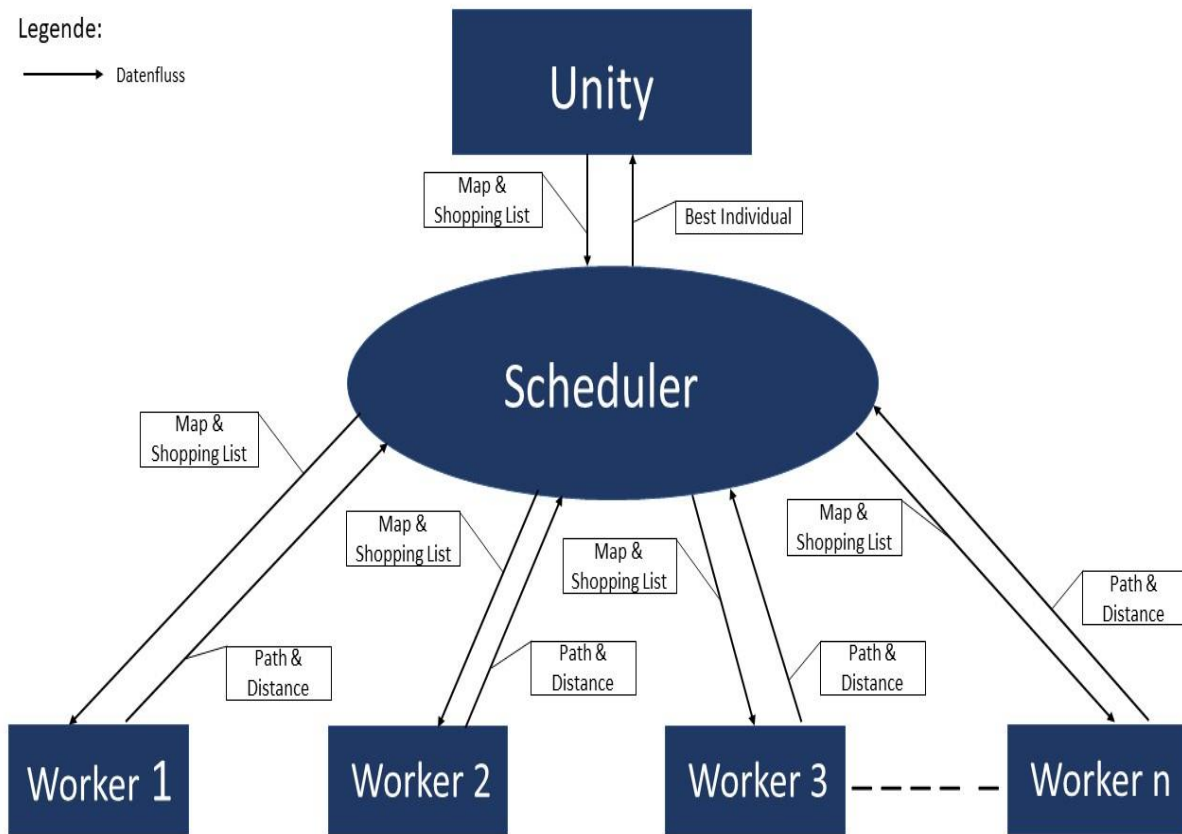 Legende:
Datenfluss
Unity
Map &
Shopping List
Best Individual
Scheduler
Map &
Shopping List
Map &
Shopping List
Map &
Shopping List
Map &
Shopping List
Path &
Distance
Path &
Distance
Path &
Distance
Path &
Distance
Worker 1
Worker 2
Worker 3
Worker n